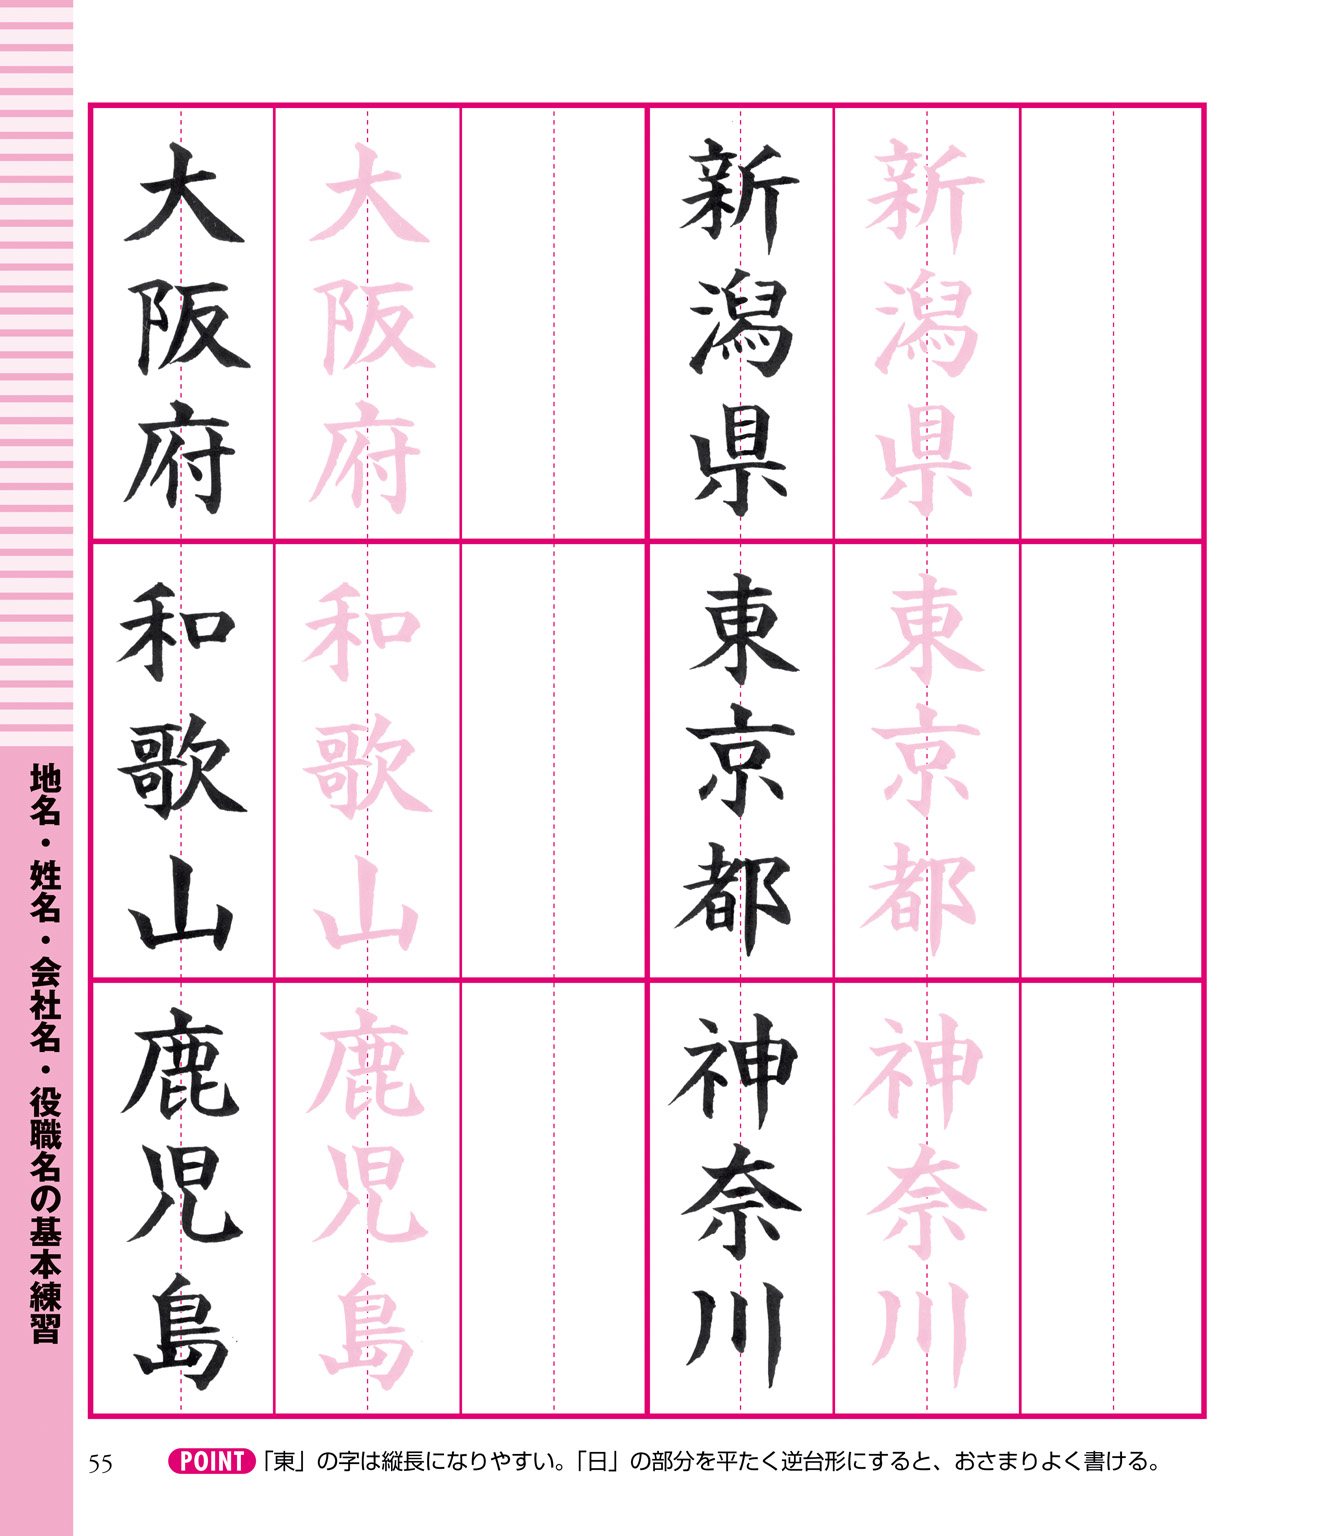 大阪府
大阪府
新潟県
新潟県
和歌山
和歌山
東京都
東京都
鹿児島
鹿児島
神奈川
神奈川
地名・姓名・会社名・役職名の基本練習
55
POINT 「東」の字は縦長になりやすい。「日」の部分を平たく逆台形にすると、おさまりよく書ける。